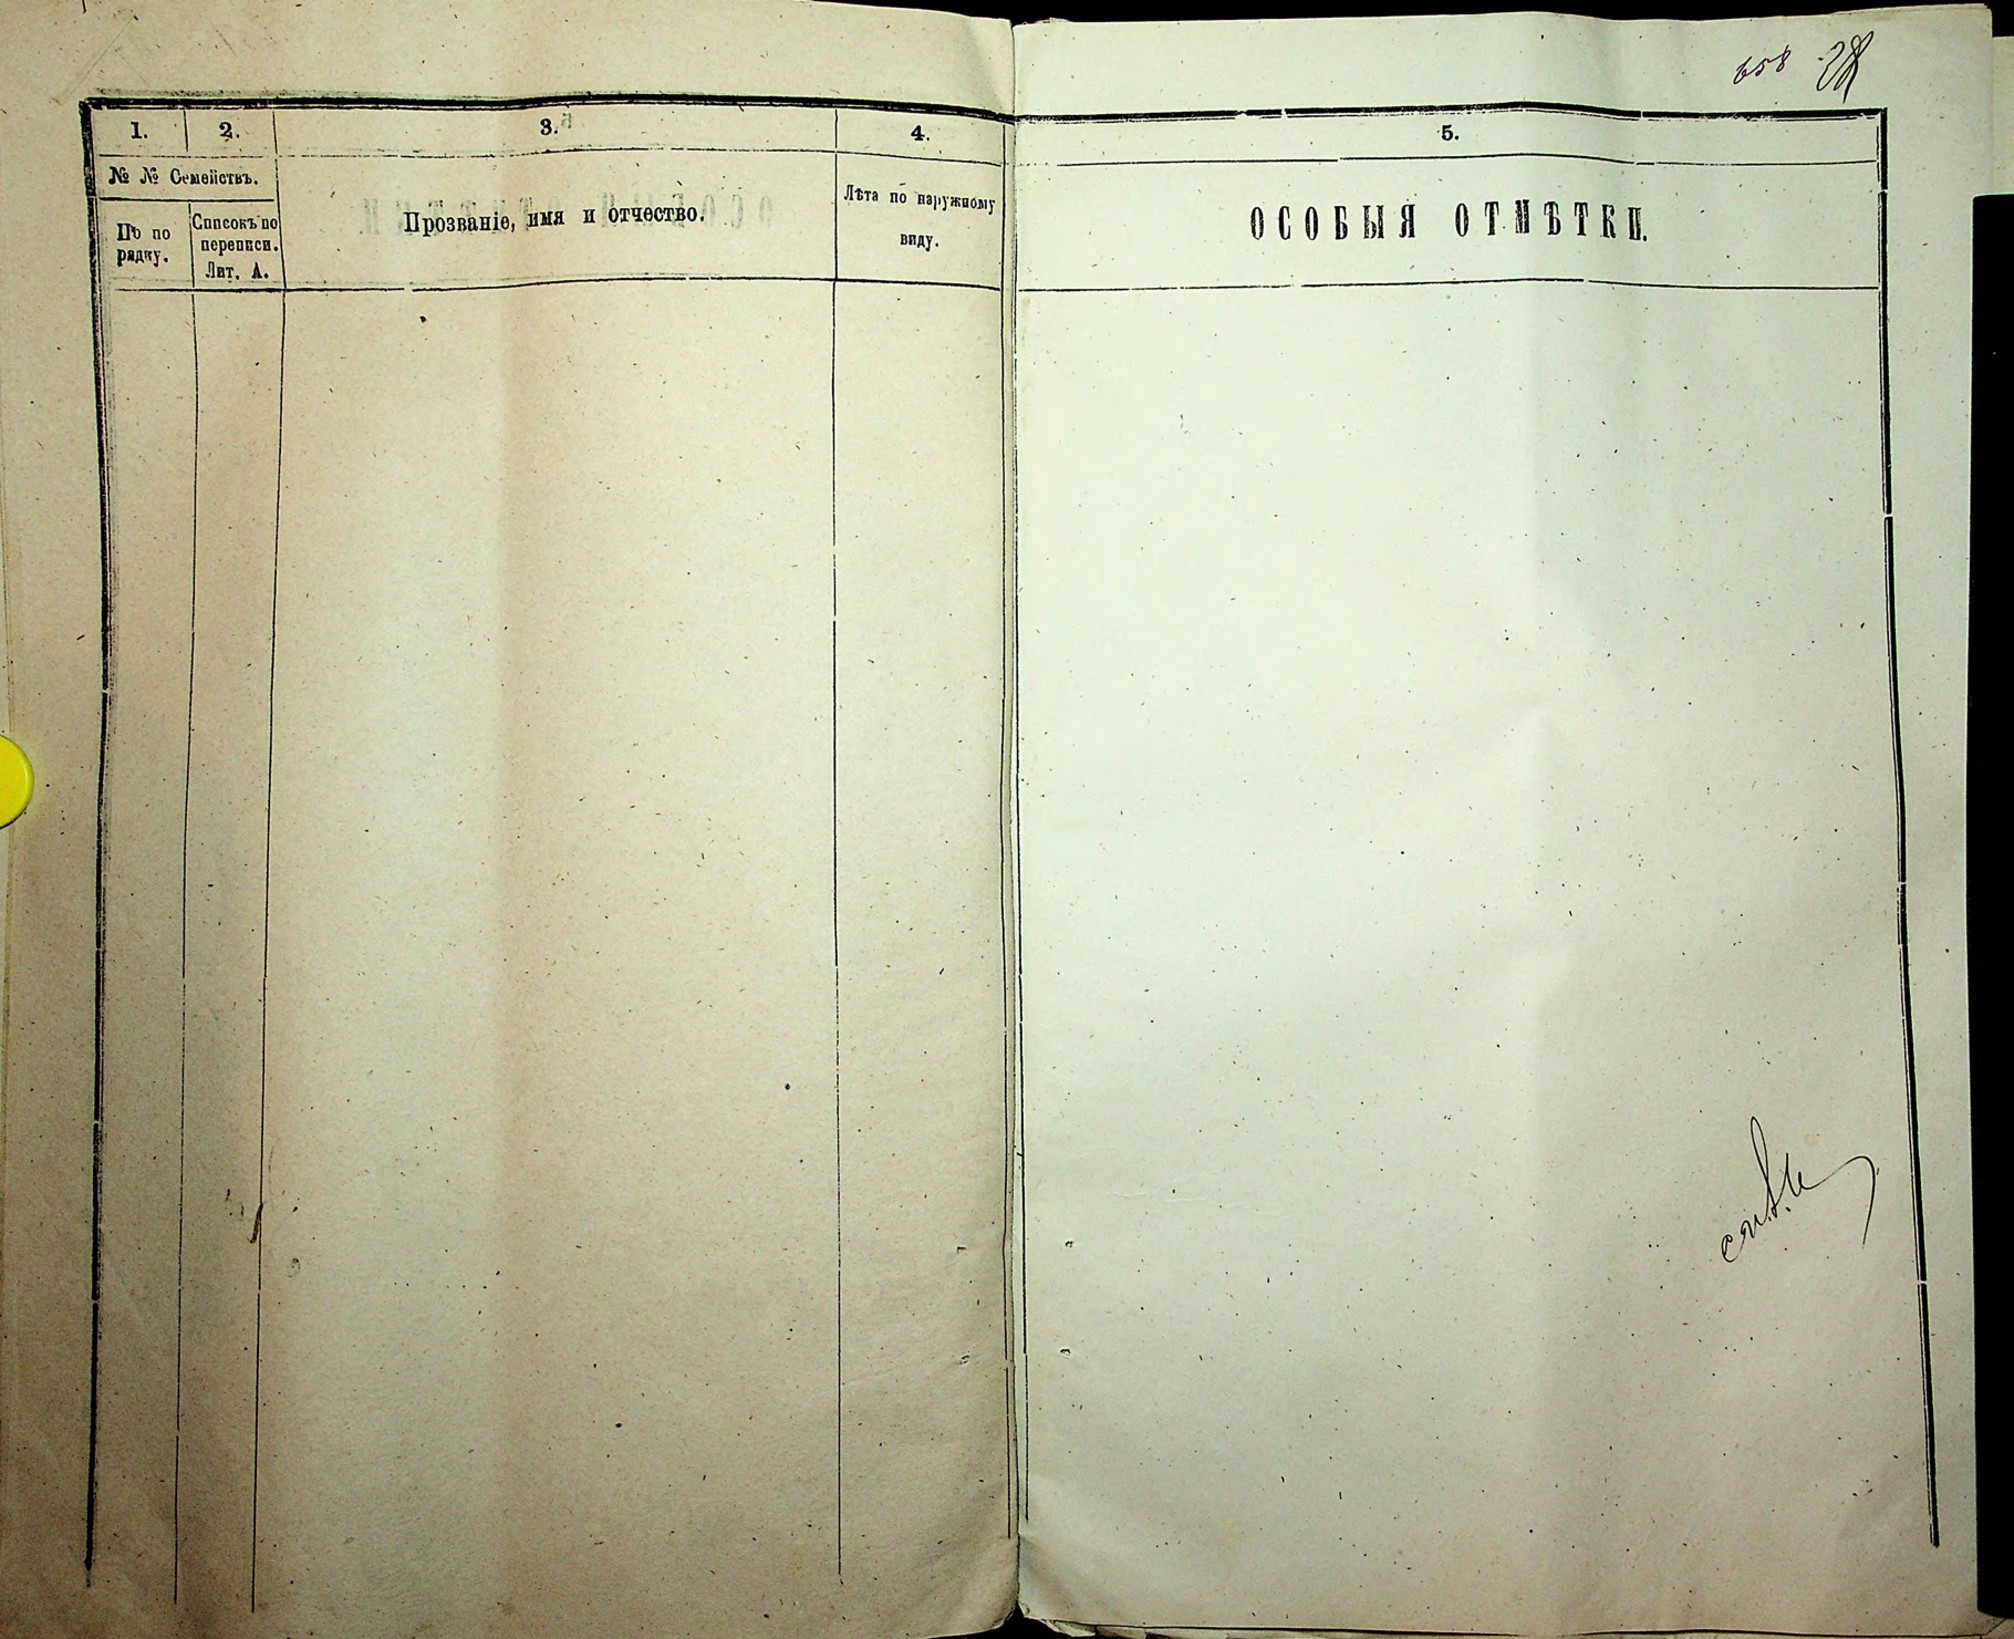 658
1.
2.
3.
4.
5.
№ № Семействъ.
По по
рядку.
Списокъ по
переписи.
Лит. А.
Прозваніе, имя и отчество.
Лѣта по наружному
виду.
ОСОБЫЯ ОТМѢТКИ.